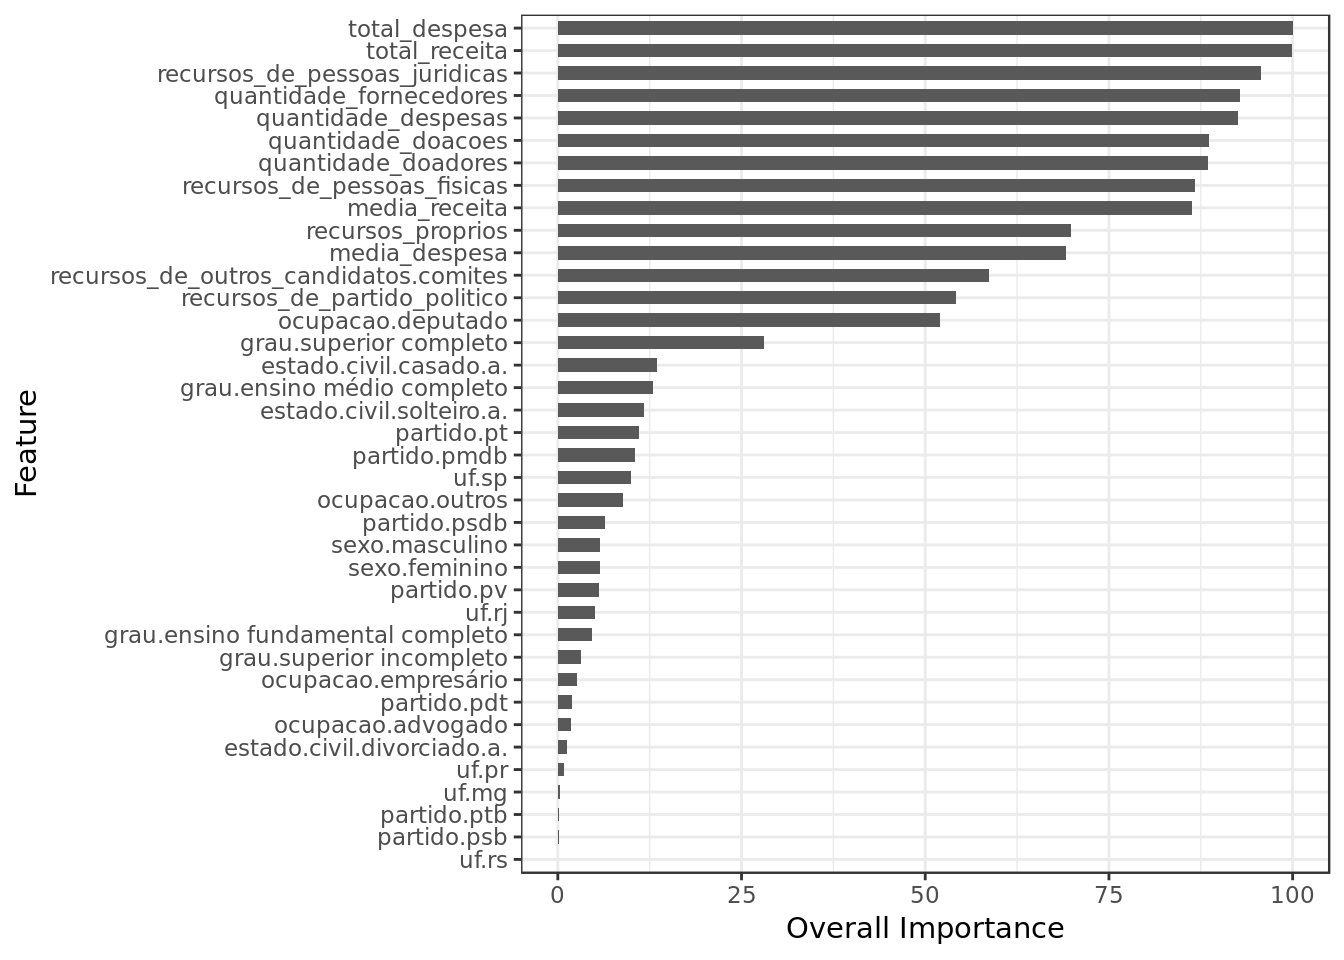 total_despesa
total_receita
recursos_de_pessoas_juridicas
quantidade_fornecedores
quantidade_despesas
quantidade_doacoes
quantidade_doadores
recursos_de_pessoas_fisicas
media_receita
recursos_proprios
media_despesa
recursos_de_outros_candidatos.comites
recursos_de_partido_politico
ocupacao.deputado
grau.superior completo
estado.civil.casado.a.
grau.ensino médio completo
estado.civil.solteiro.a.
partido.pt
partido.pmdb
uf.sp
ocupacao.outros
partido.psdb
sexo.masculino
sexo.feminino
partido.pv
uf.rj
grau.ensino fundamental completo
grau.superior incompleto
ocupacao.empresário
partido.pdt
ocupacao.advogado
estado.civil.divorciado.a.
uf.pr
uf.mg
partido.ptb
partido.psb
uf.rs
Feature
0 25 50 75 100
Overall Importance